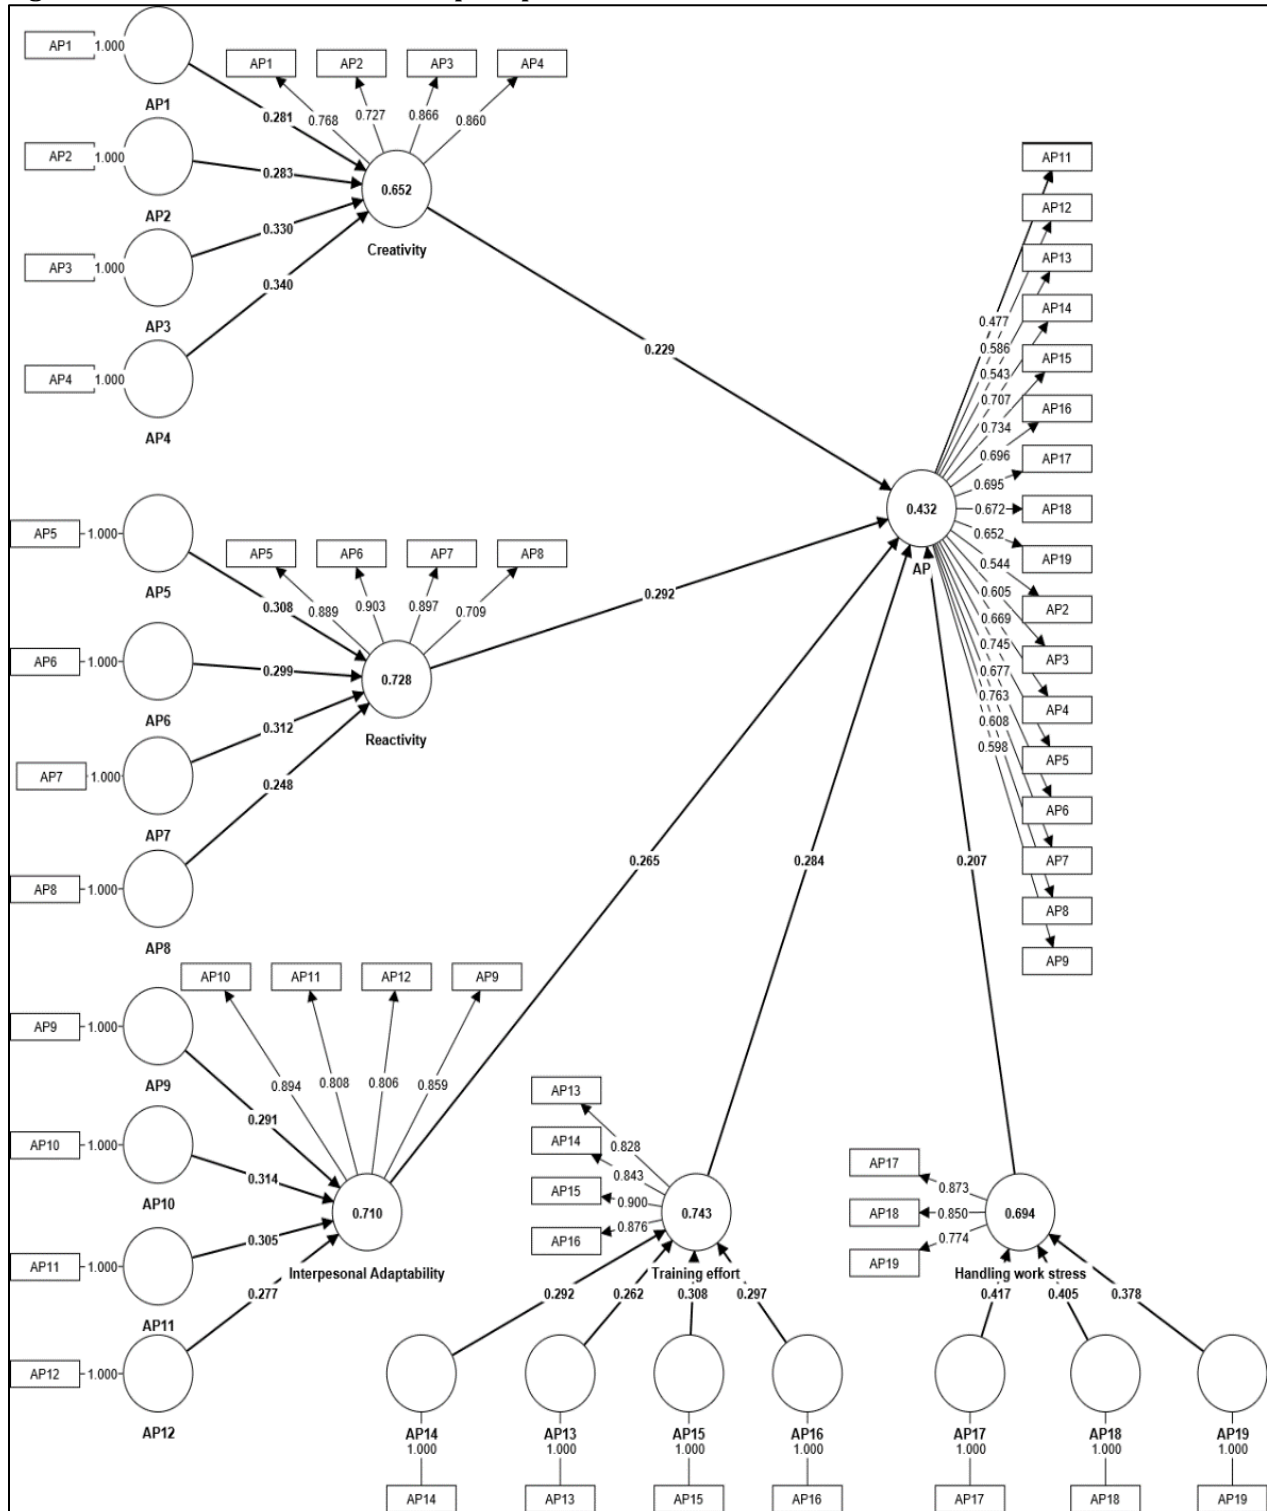 AP1
1.000
AP1
AP2
AP3
AP4
AP1
0.281
0.768
0.727
0.866
0.860
AP2
1.000
0.283
0.652
AP2
0.330
Creativity
AP3
1.000
AP3
0.340
AP4
1.000
AP4
0.229
AP11
AP12
AP13
AP14
AP15
AP16
AP17
AP18
AP19
AP2
AP3
AP4
AP5
AP6
AP7
AP8
AP9
0.477
0.586
0.543
0.707
0.734
0.696
0.695
0.672
0.652
0.544
0.605
0.669
0.745
0.677
0.763
0.608
0.598
0.432
AP
AP5
1.000
AP5
AP6
AP7
AP8
AP5
0.308
0.889
0.903
0.897
0.709
0.292
AP6
1.000
0.299
0.728
AP6
0.312
Reactivity
AP7
1.000
AP7
0.248
AP8
1.000
AP8
0.265
0.284
0.207
AP10
AP11
AP12
AP9
AP9
1.000
AP9
0.894
0.808
0.806
0.859
0.291
AP10
1.000
AP10
0.314
0.710
0.305
Interpesonal Adaptability
AP11
1.000
AP11
0.277
AP12
1.000
AP12
AP13
AP14
AP15
AP16
0.828
0.843
0.900
0.876
0.743
Training effort
0.292
0.262
0.308
0.297
AP17
AP18
AP19
0.873
0.850
0.774
0.694
Handling work stress
0.417
0.405
0.378
AP14
AP13
AP15
AP16
AP17
AP18
AP19
1.000
1.000
1.000
1.000
1.000
1.000
1.000
AP14
AP13
AP15
AP16
AP17
AP18
AP19